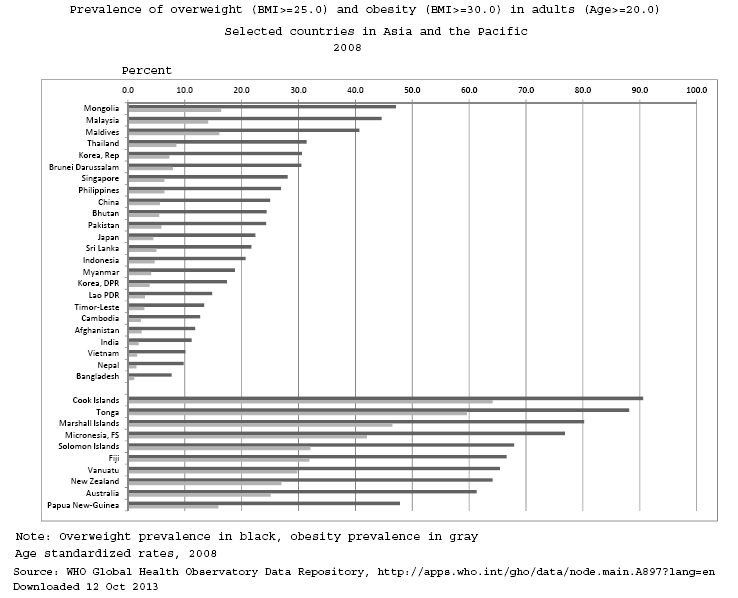 Prevalence of overweight (BMI>=25.0) and obesity (BMI>=30.0) in adults (Age>=20.0)
Selected countries in Asia and the Pacific
2008
Percent
0.0 10.0 20.0 30.0 40.0 50.0 60.0 70.0 80.0 90.0 100.0
Mongolia
Malaysia
Maldives
Thailand
Korea, Rep
Brunei Darussalam
Singapore
Philippines
China
Bhutan
Pakistan
Japan
Sri Lanka
Indonesia
Myanmar
Korea, DPR
Lao PDR
Timor-Leste
Cambodia
Afghanistan
India
Vietnam
Nepal
Bangladesh
Cook Islands
Tonga
Marshall Islands
Micronesia, FS
Solomon Islands
Fiji
Vanuatu
New Zealand
Australia
Papua New-Guinea
Note: Overweight prevalence in black, obesity prevalence in gray
Age standardized rates, 2008
Source: WHO Global Health Observatory Data Repository, http://apps.who.int/gho/data/node.main.A897?lang=en
Downloaded 12 Oct 2013